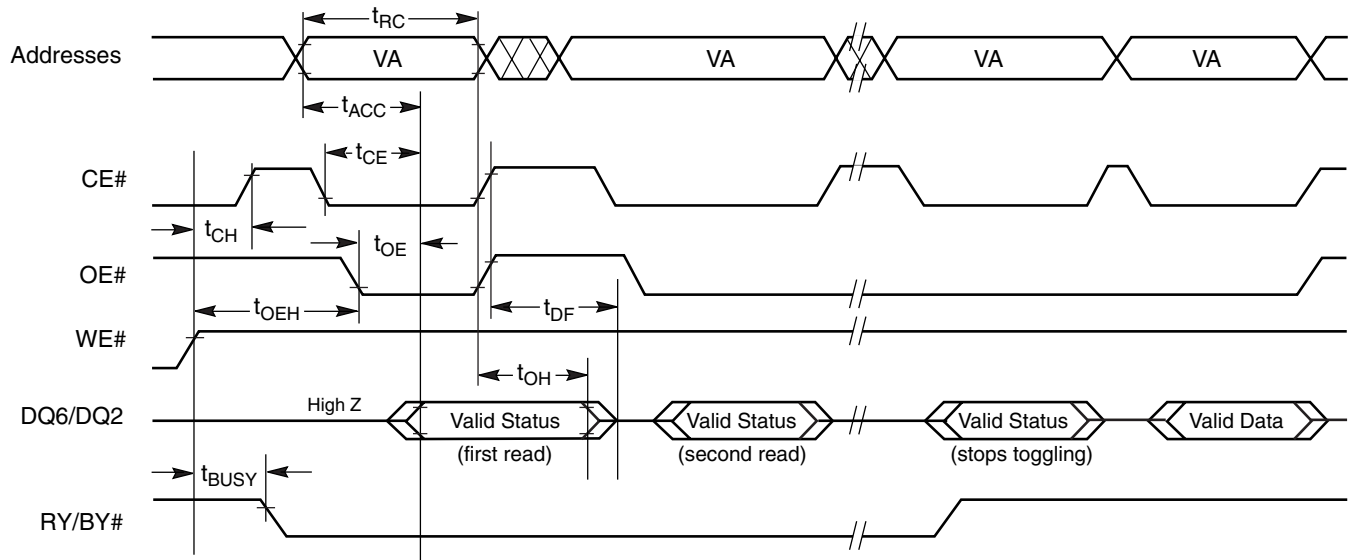 tRC
Addresses VA VA VA VA
tACC
tCE
CE#
tCH tOE
OE#
tOEH tDF
WE#
tOH
High Z
DQ6/DQ2 Valid Status Valid Status Valid Status Valid Data
(first read) (second read) (stops toggling)
tBUSY
RY/BY#